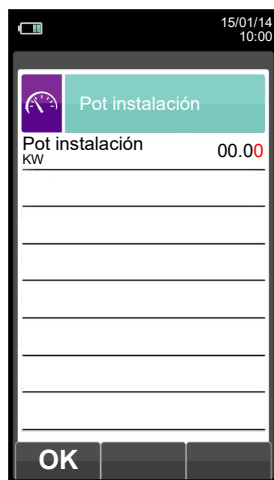 15/01/14
10:00
Pot instalación
Pot instalación 00.00
KW
OK